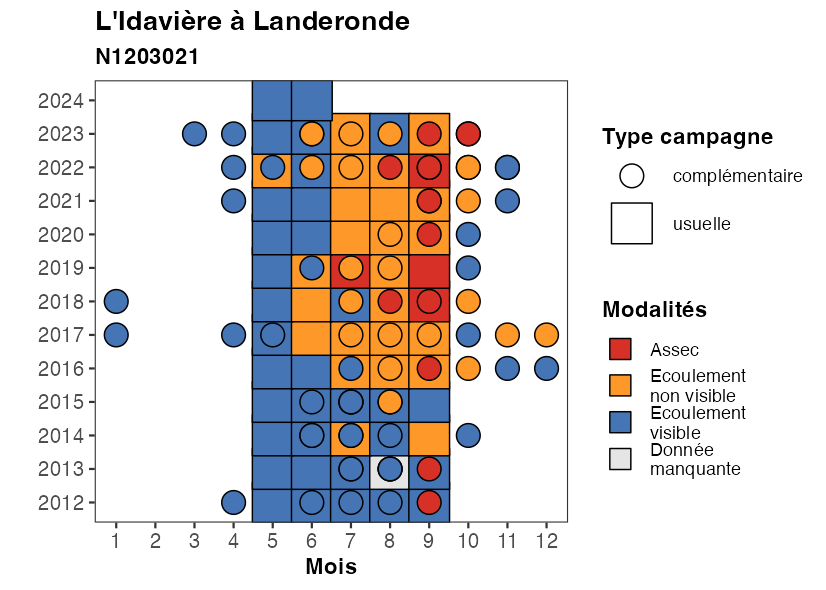 L'Idavière à Landeronde
N1203021
2024
2023
2022
2021
2020
2019
2018
2017
2016
2015
2014
2013
2012
1 2 3 4 5 6 7 8 9 10 11 12
Mois
Type campagne
complémentaire
usuelle
Modalités
Assec
Ecoulement
non visible
Ecoulement
visible
Donnée
manquante